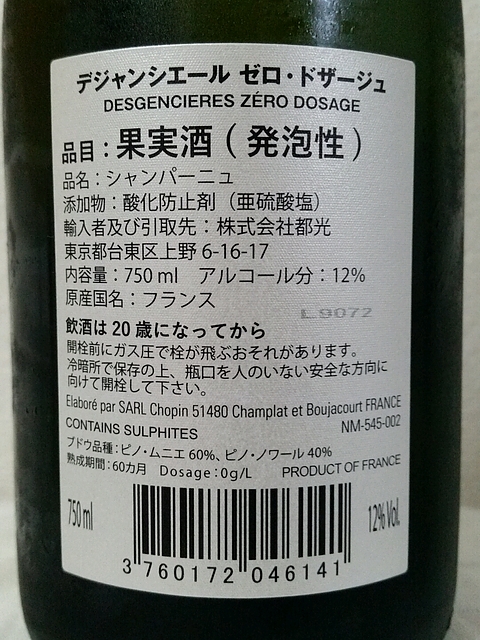 デジャンシエール ゼロ・ドザージュ
DESGENCIERES ZÉRO DOSAGE
品目：果実酒（発泡性）
品名：シャンパーニュ
添加物：酸化防止剤（亜硫酸塩）
輸入者及び引取先：株式会社都光
東京都台東区上野 6-16-17
内容量：750 ml アルコール分：12%
原産国名：フランス
L9072
飲酒は 20 歳になってから
開栓前にガス圧で栓が飛ぶおそれがあります。
冷暗所で保存の上、瓶口を人のいない安全な方向に
向けて開栓して下さい。
Elaboré par SARL Chopin 51480 Champlat et Boujacourt FRANCE
NM-545-002
CONTAINS SULPHITES
ブドウ品種：ピノ・ムニエ 60%、ピノ・ノワール 40%
熟成期間：60カ月 Dosage：0g/L
PRODUCT OF FRANCE
750 ml
12% Vol.
3 760172 046141